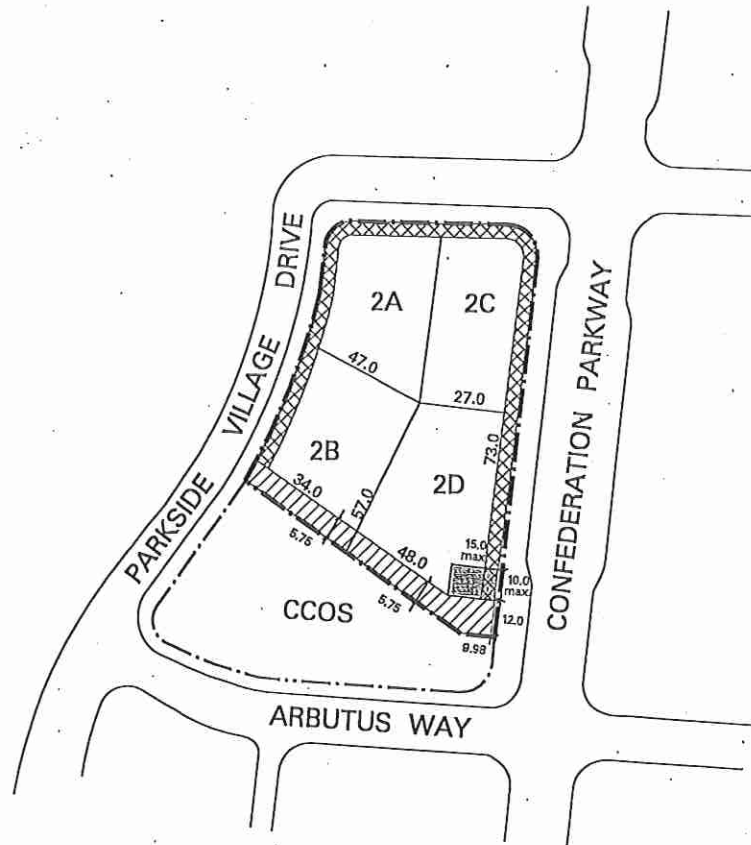 PARKSIDE VILLAGE DRIVE
CONFEDERATION PARKWAY
2A
2C
47.0
27.0
2B
73.0
2D
34.0
57.0
15.0
max
5.75
48.0
10.0
max.
5.75
12.0
CCOS
9.98
ARBUTUS WAY